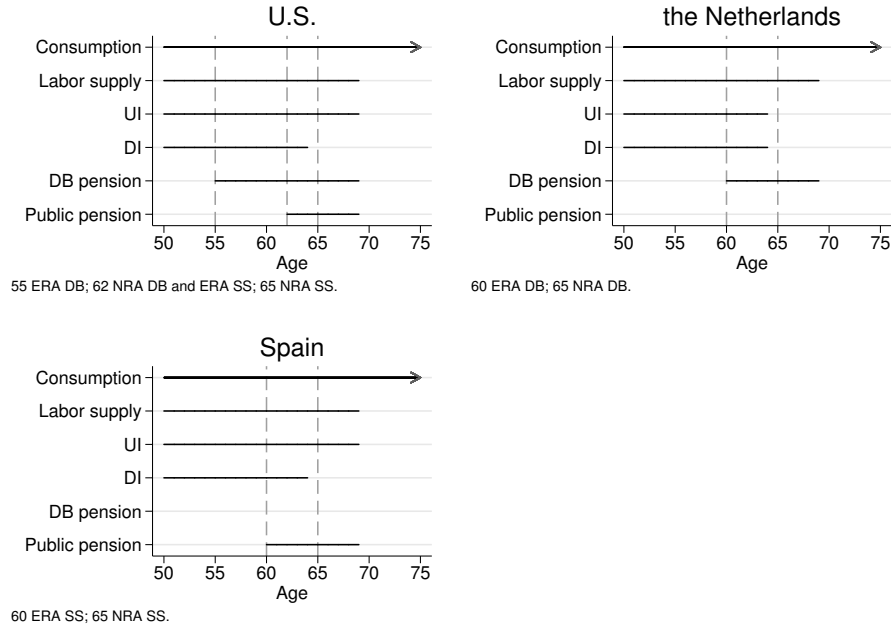 U.S.
Consumption
Labor supply
UI
DI
DB pension
Public pension
50 55 60 65 70 75
Age
55 ERA DB; 62 NRA DB and ERA SS; 65 NRA SS.
the Netherlands
Consumption
Labor supply
UI
DI
DB pension
Public pension
50 55 60 65 70 75
Age
60 ERA DB; 65 NRA DB.
Spain
Consumption
Labor supply
UI
DI
DB pension
Public pension
50 55 60 65 70 75
Age
60 ERA SS; 65 NRA SS.